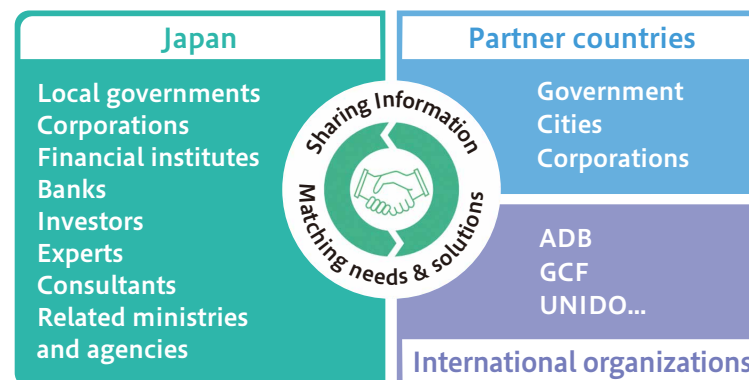 Japan
Local governments
Corporations
Financial institutes
Banks
Investors
Experts
Consultants
Related ministries
and agencies
Sharing Information
Matching needs & solutions
Partner countries
Government
Cities
Corporations
ADB
GCF
UNIDO...
International organizations